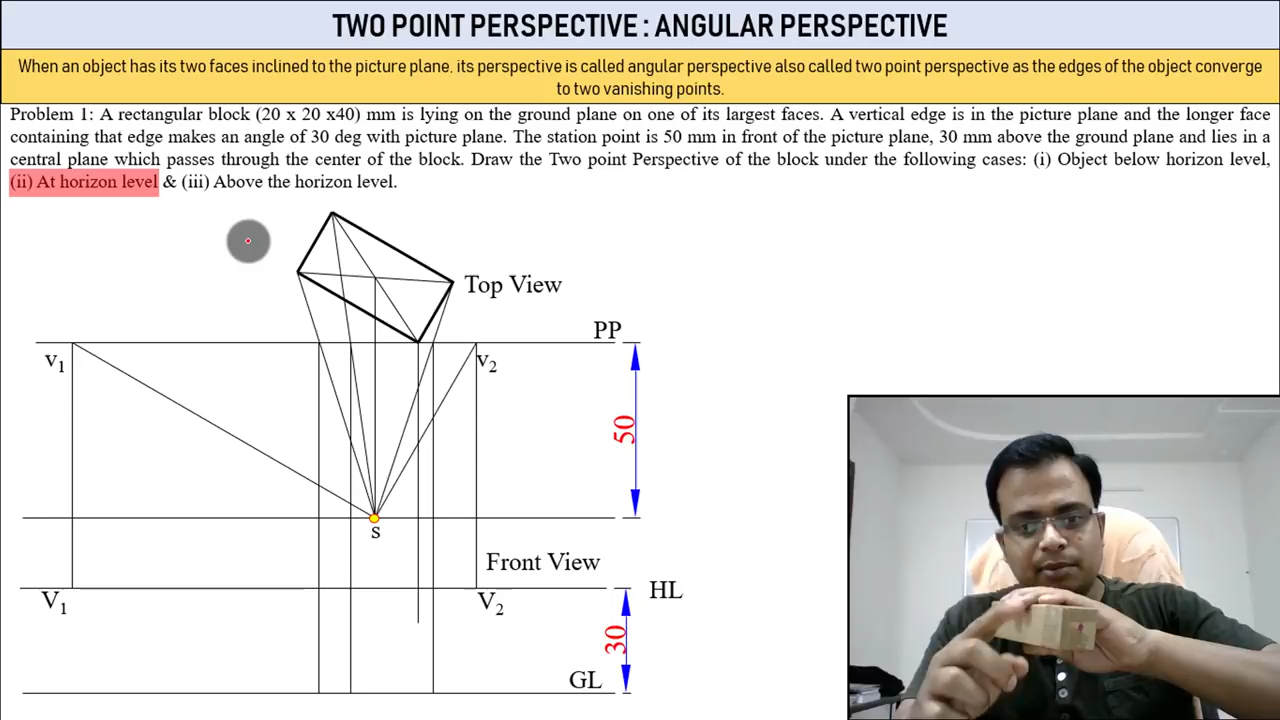 TWO POINT PERSPECTIVE : ANGULAR PERSPECTIVE
When an object has its two faces inclined to the picture plane, its perspective is called angular perspective also called two point perspective as the edges of the object converge
to two vanishing points.
Problem 1: A rectangular block (20 x 20 x40) mm is lying on the ground plane on one of its largest faces. A vertical edge is in the picture plane and the longer face
containing that edge makes an angle of 30 deg with picture plane. The station point is 50 mm in front of the picture plane, 30 mm above the ground plane and lies in a
central plane which passes through the center of the block. Draw the Two point Perspective of the block under the following cases: (i) Object below horizon level,
(ii) At horizon level & (iii) Above the horizon level.
Top View
PP
v1
v2
50
s
Front View
V1
V2
HL
30
GL